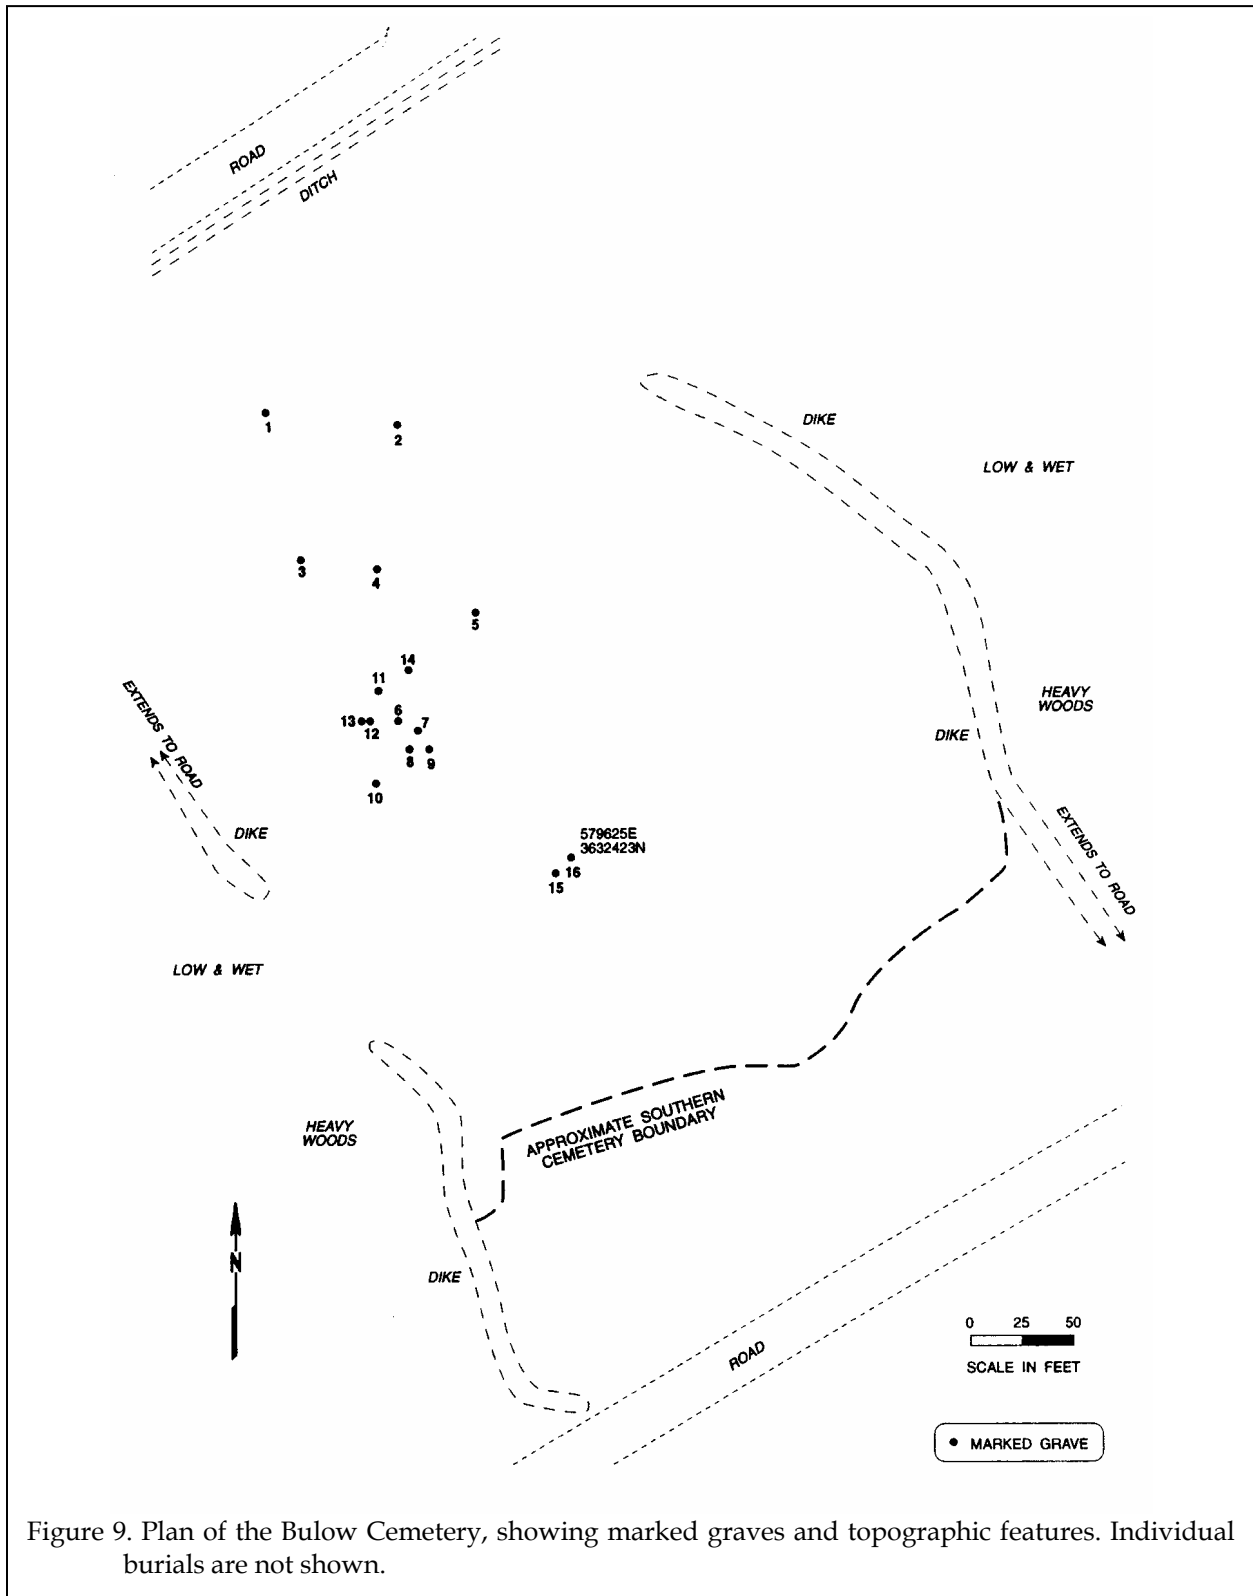 ROAD
DITCH
1
2
DIKE
LOW & WET
3
4
5
14
11
EXTENDS TO ROAD
HEAVY
WOODS
13
12
6
7
DIKE
8
9
10
DIKE
579625E
3632423N
15
16
EXTENDS TO ROAD
LOW & WET
HEAVY
WOODS
APPROXIMATE SOUTHERN
CEMETERY BOUNDARY
N
DIKE
ROAD
0 25 50
SCALE IN FEET
MARKED GRAVE
Figure 9. Plan of the Bulow Cemetery, showing marked graves and topographic features. Individual
burials are not shown.